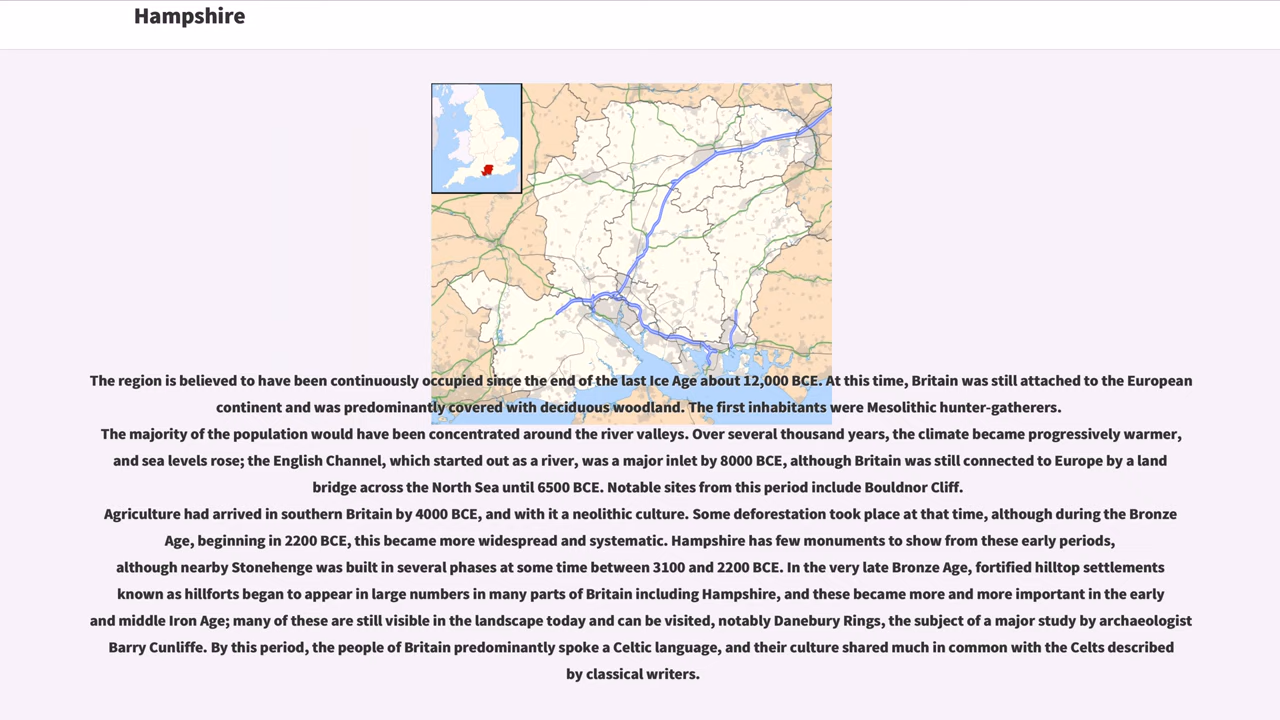 Hampshire
The region is believed to have been continuously occupied since the end of the last Ice Age about 12,000 BCE. At this time, Britain was still attached to the European
continent and was predominantly covered with deciduous woodland. The first inhabitants were Mesolithic hunter-gatherers.
The majority of the population would have been concentrated around the river valleys. Over several thousand years, the climate became progressively warmer,
and sea levels rose; the English Channel, which started out as a river, was a major inlet by 8000 BCE, although Britain was still connected to Europe by a land
bridge across the North Sea until 6500 BCE. Notable sites from this period include Bouldnor Cliff.
Agriculture had arrived in southern Britain by 4000 BCE, and with it a neolithic culture. Some deforestation took place at that time, although during the Bronze
Age, beginning in 2200 BCE, this became more widespread and systematic. Hampshire has few monuments to show from these early periods,
although nearby Stonehenge was built in several phases at some time between 3100 and 2200 BCE. In the very late Bronze Age, fortified hilltop settlements
known as hillforts began to appear in large numbers in many parts of Britain including Hampshire, and these became more and more important in the early
and middle Iron Age; many of these are still visible in the landscape today and can be visited, notably Danebury Rings, the subject of a major study by archaeologist
Barry Cunliffe. By this period, the people of Britain predominantly spoke a Celtic language, and their culture shared much in common with the Celts described
by classical writers.